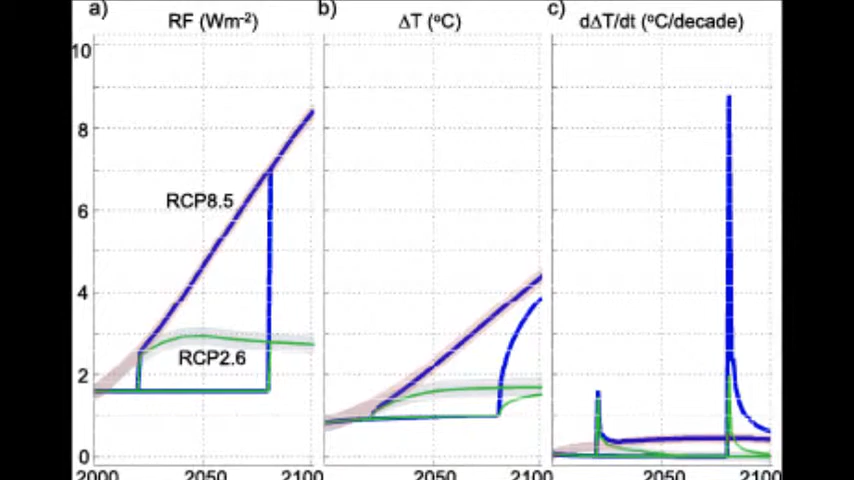 a) RF (Wm-2) b) ΔT (ºC) c) dΔT/dt (ºC/decade)
10
8
RCP8.5
6
4
RCP2.6
2
0
2000 2050 2100 2050 2100 2050 2100